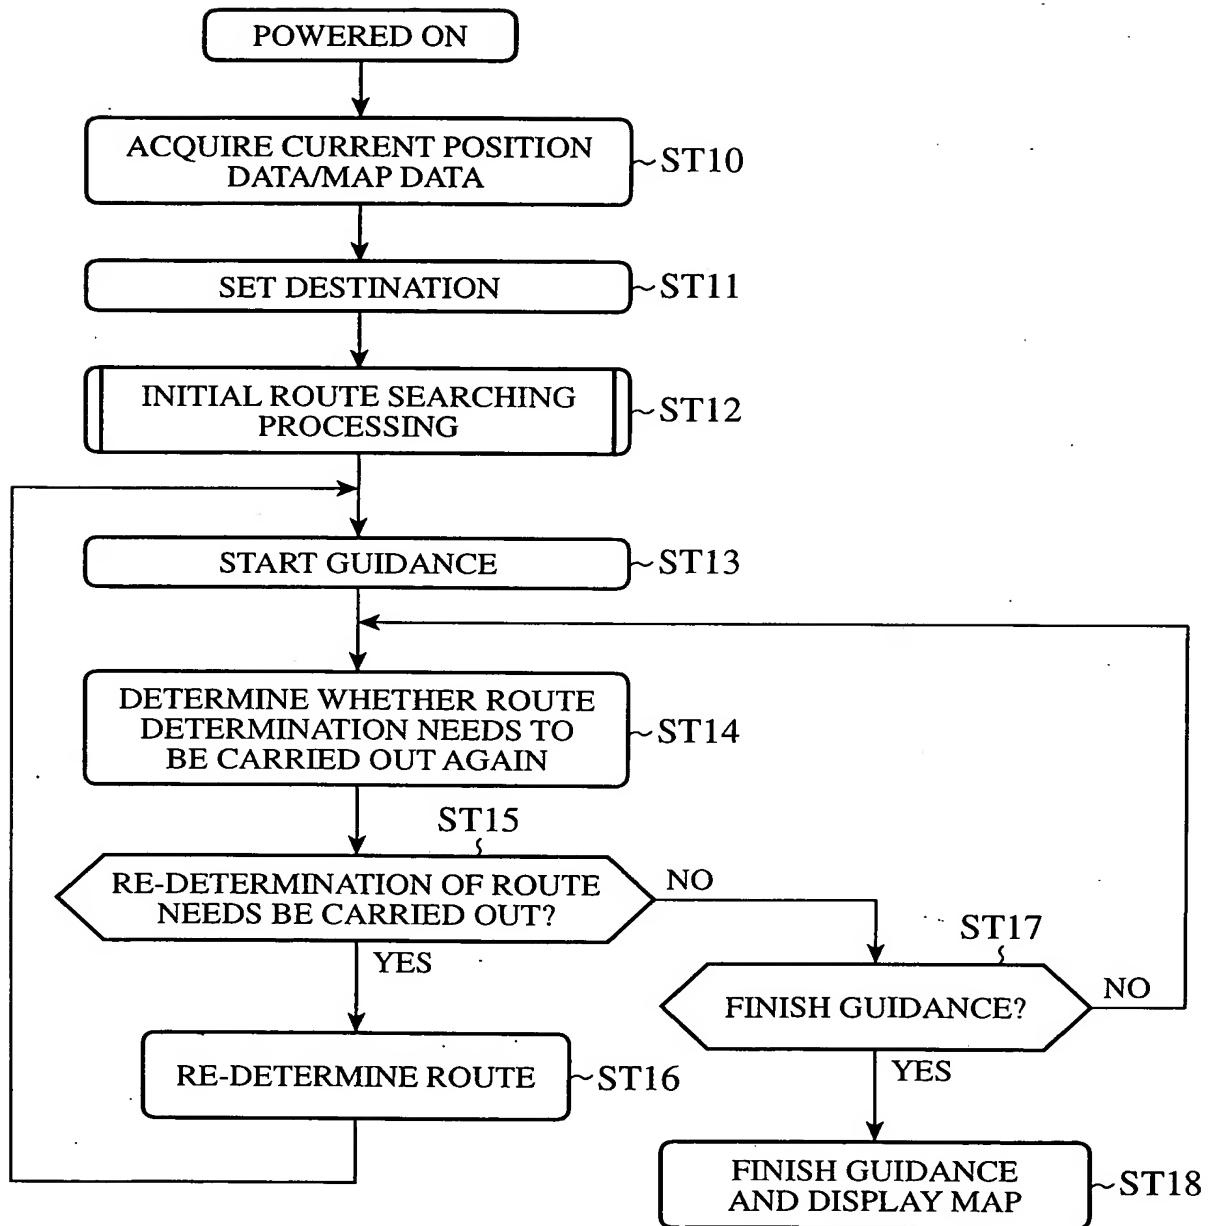 POWERED ON
ACQUIRE CURRENT POSITION
DATA/MAP DATA
ST10
SET DESTINATION
ST11
INITIAL ROUTE SEARCHING
PROCESSING
ST12
START GUIDANCE
ST13
DETERMINE WHETHER ROUTE
DETERMINATION NEEDS TO
BE CARRIED OUT AGAIN
ST14
ST15
RE-DETERMINATION OF ROUTE
NEEDS BE CARRIED OUT?
NO
YES
ST17
FINISH GUIDANCE?
NO
YES
RE-DETERMINE ROUTE
ST16
FINISH GUIDANCE
AND DISPLAY MAP
ST18